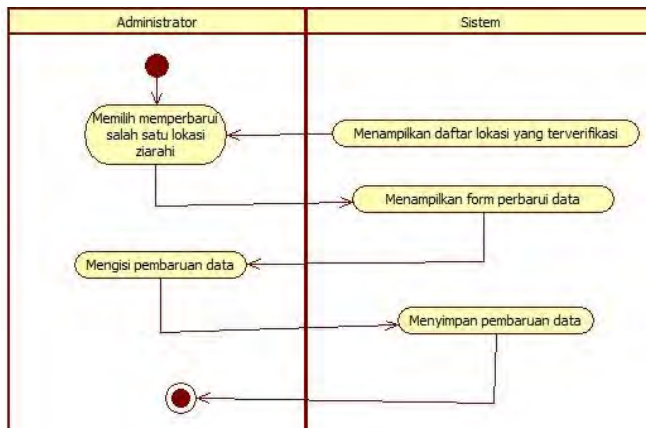 Administrator
Sistem
Memilih memperbarui
salah satu lokasi
ziarahi
Menampilkan daftar lokasi yang terverifikasi
Menampilkan form perbarui data
Mengisi pembaruan data
Menyimpan pembaruan data